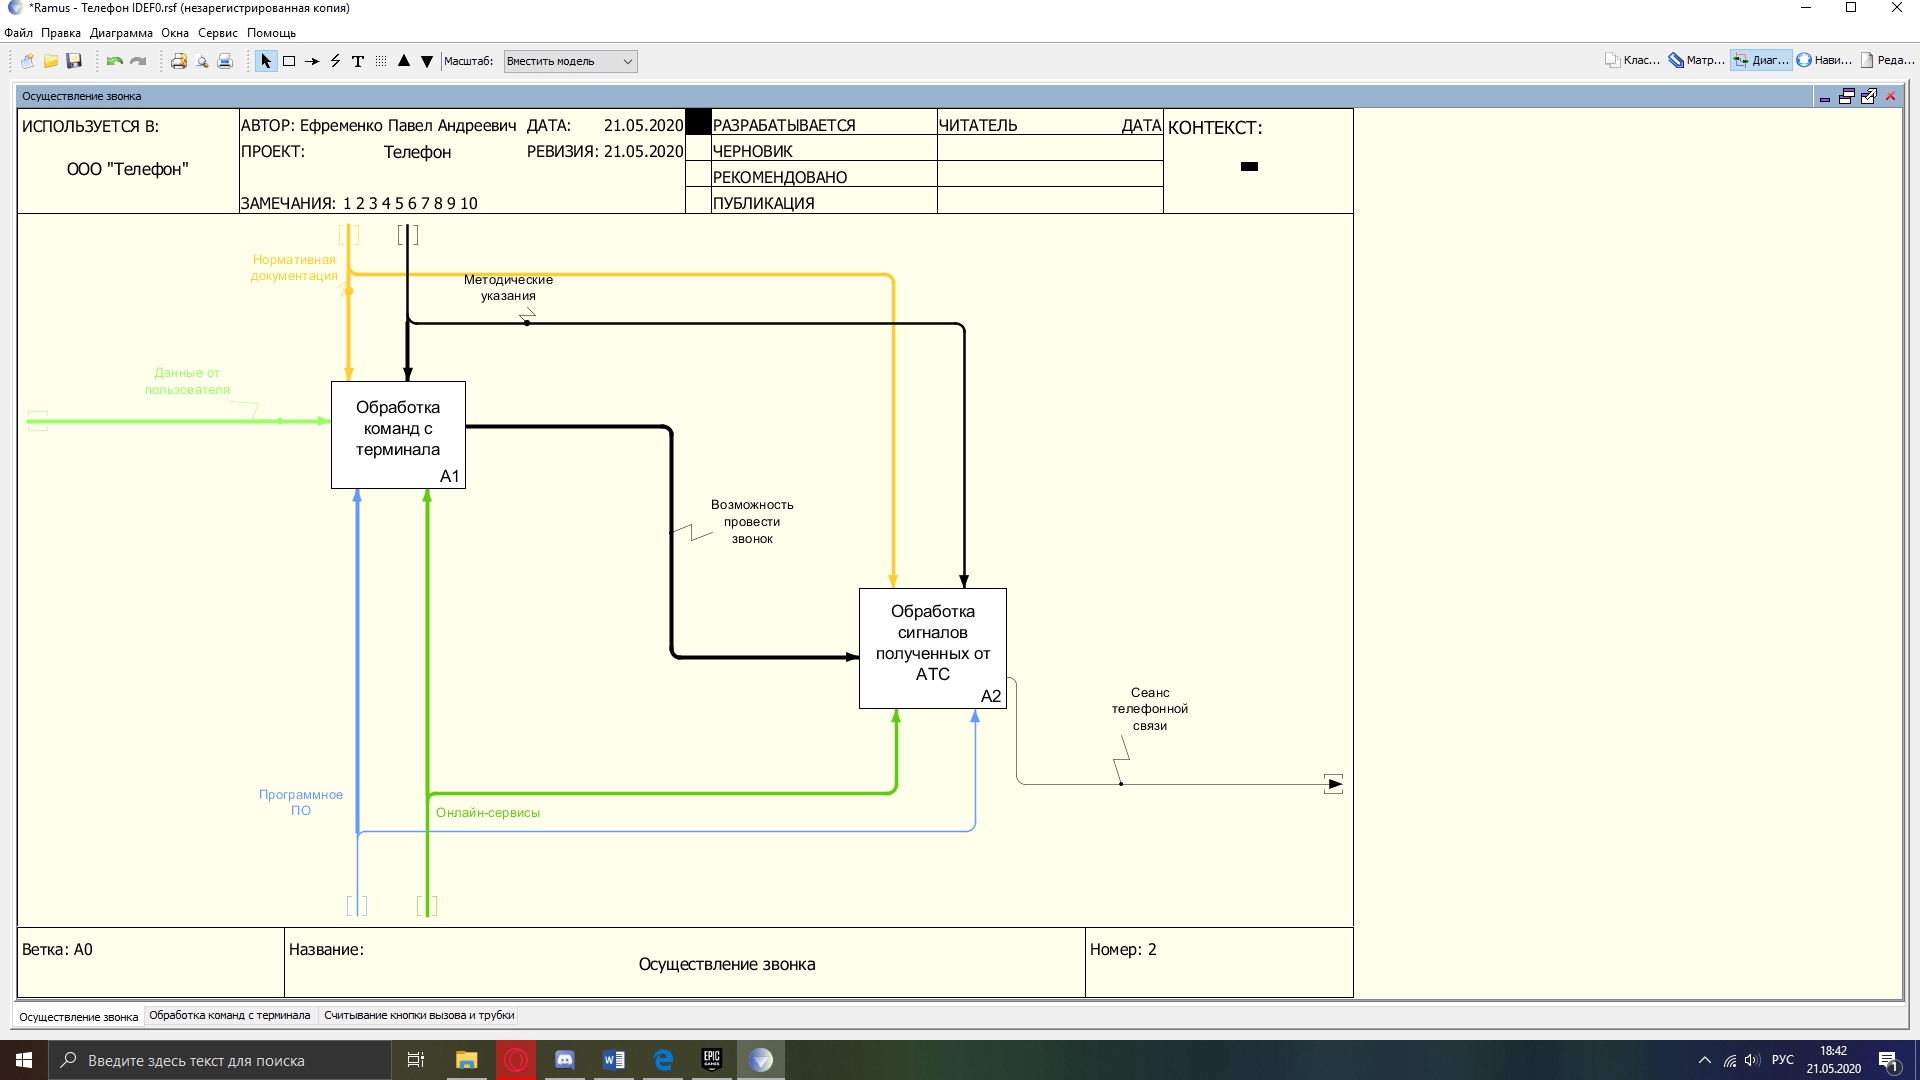 *Ramus - Телефон IDEF0.rsf (незарегистрированная копия)
Файл Правка Диаграмма Окна Сервис Помощь
Масштаб: Вместить модель
Клас... Матр... Диаг... Нави... Реда...
Осуществление звонка
ИСПОЛЬЗУЕТСЯ В:
ООО "Телефон"
АВТОР: Ефременко Павел Андреевич ДАТА: 21.05.2020
ПРОЕКТ: Телефон РЕВИЗИЯ: 21.05.2020
ЗАМЕЧАНИЯ: 1 2 3 4 5 6 7 8 9 10
РАЗРАБАТЫВАЕТСЯ
ЧЕРНОВИК
РЕКОМЕНДОВАНО
ПУБЛИКАЦИЯ
ЧИТАТЕЛЬ ДАТА
КОНТЕКСТ:
Нормативная
документация
Методические
указания
Данные от
пользователя
Обработка
команд с
терминала
A1
Возможность
провести
звонок
Обработка
сигналов
полученных от
АТС
A2
Сеанс
телефонной
связи
Программное
ПО
Онлайн-сервисы
Ветка: A0
Название:
Осуществление звонка
Номер: 2
Осуществление звонка Обработка команд с терминала Считывание кнопки вызова и трубки
Введите здесь текст для поиска
EPIC
GAMES
РУС
18:42
21.05.2020
1